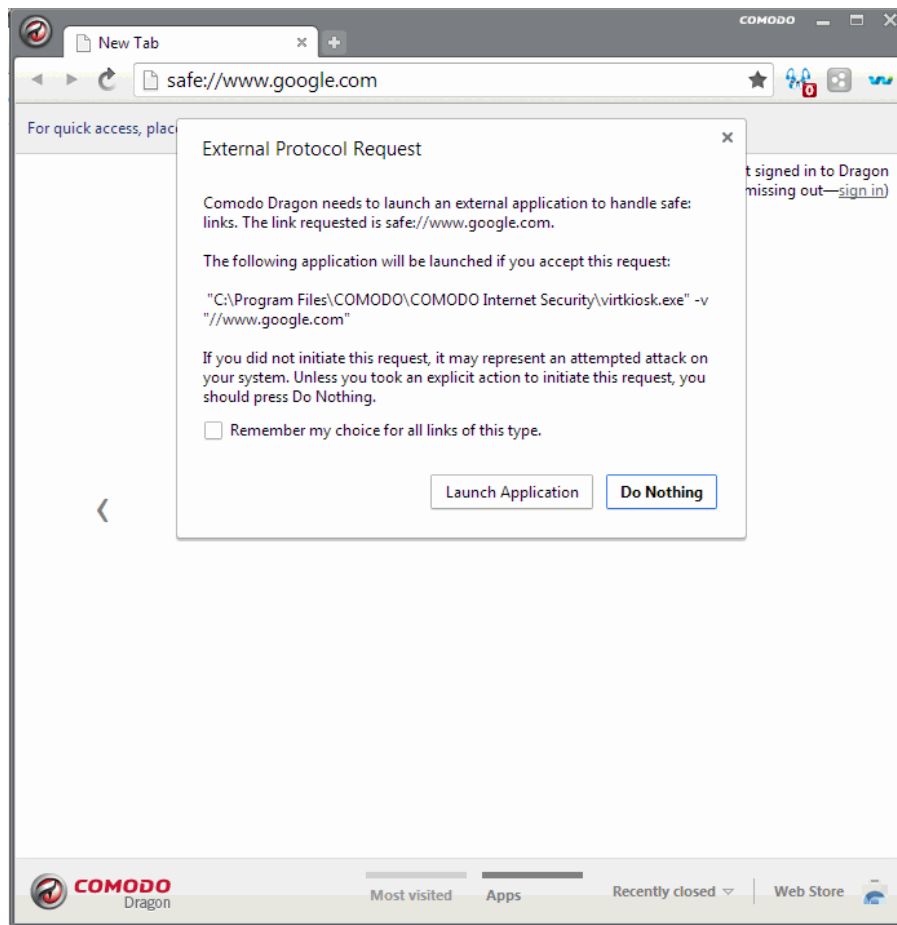 COMODO
New Tab
safe://www.google.com
0
For quick access, plac
t signed in to Dragon
missing out—sign in)
External Protocol Request
Comodo Dragon needs to launch an external application to handle safe:
links. The link requested is safe://www.google.com.
The following application will be launched if you accept this request:
"C:\Program Files\COMODO\COMODO Internet Security\virtkiosk.exe" -v
"//www.google.com"
If you did not initiate this request, it may represent an attempted attack on
your system. Unless you took an explicit action to initiate this request, you
should press Do Nothing.
Remember my choice for all links of this type.
Launch Application
Do Nothing
COMODO
Dragon
Most visited
Apps
Recently closed
Web Store